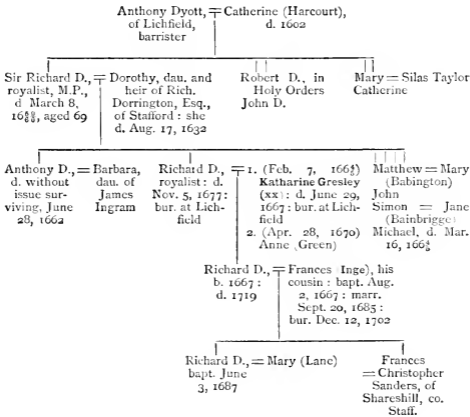 Anthony Dyott, = Catherine (Harcourt),
of Lichfield, d. 1602
barrister
Sir Richard D., = Dorothy, dau. and Robert D., in Mary = Silas Taylor
royalist, M.P., heir of Rich. Holy Orders Catherine
d March 8, Dorrington, Esq., John D.
aged 69 of Stafford : she
d. Aug. 17, 1632
Anthony D., = Barbara, Richard D., = 1. (Feb. 7, Matthew = Mary
d. without dau. of royalist : d. Katharine Gresley (Babington)
issue sur- James Nov. 5, 1677: (xx) : d. June 29, John
viving, June Ingram bur. at Lich- 1667 : bur. at Lich- Simon = Jane
28, 1662 field field (Bainbrigge)
2. (Apr. 28, 1670) Michael, d. Mar.
Anne (Green) 16,
Richard D., = Frances Inge), his
b. 1667 : cousin : bapt. Aug.
d. 1719 2, 1667 : marr.
Sept. 20, 1685 :
bur. Dec. 12, 1702
Richard D., = Mary (Lane) Frances
bapt. June = Christopher
3, 1687 Sanders, of
Shareshill, co.
Staff.